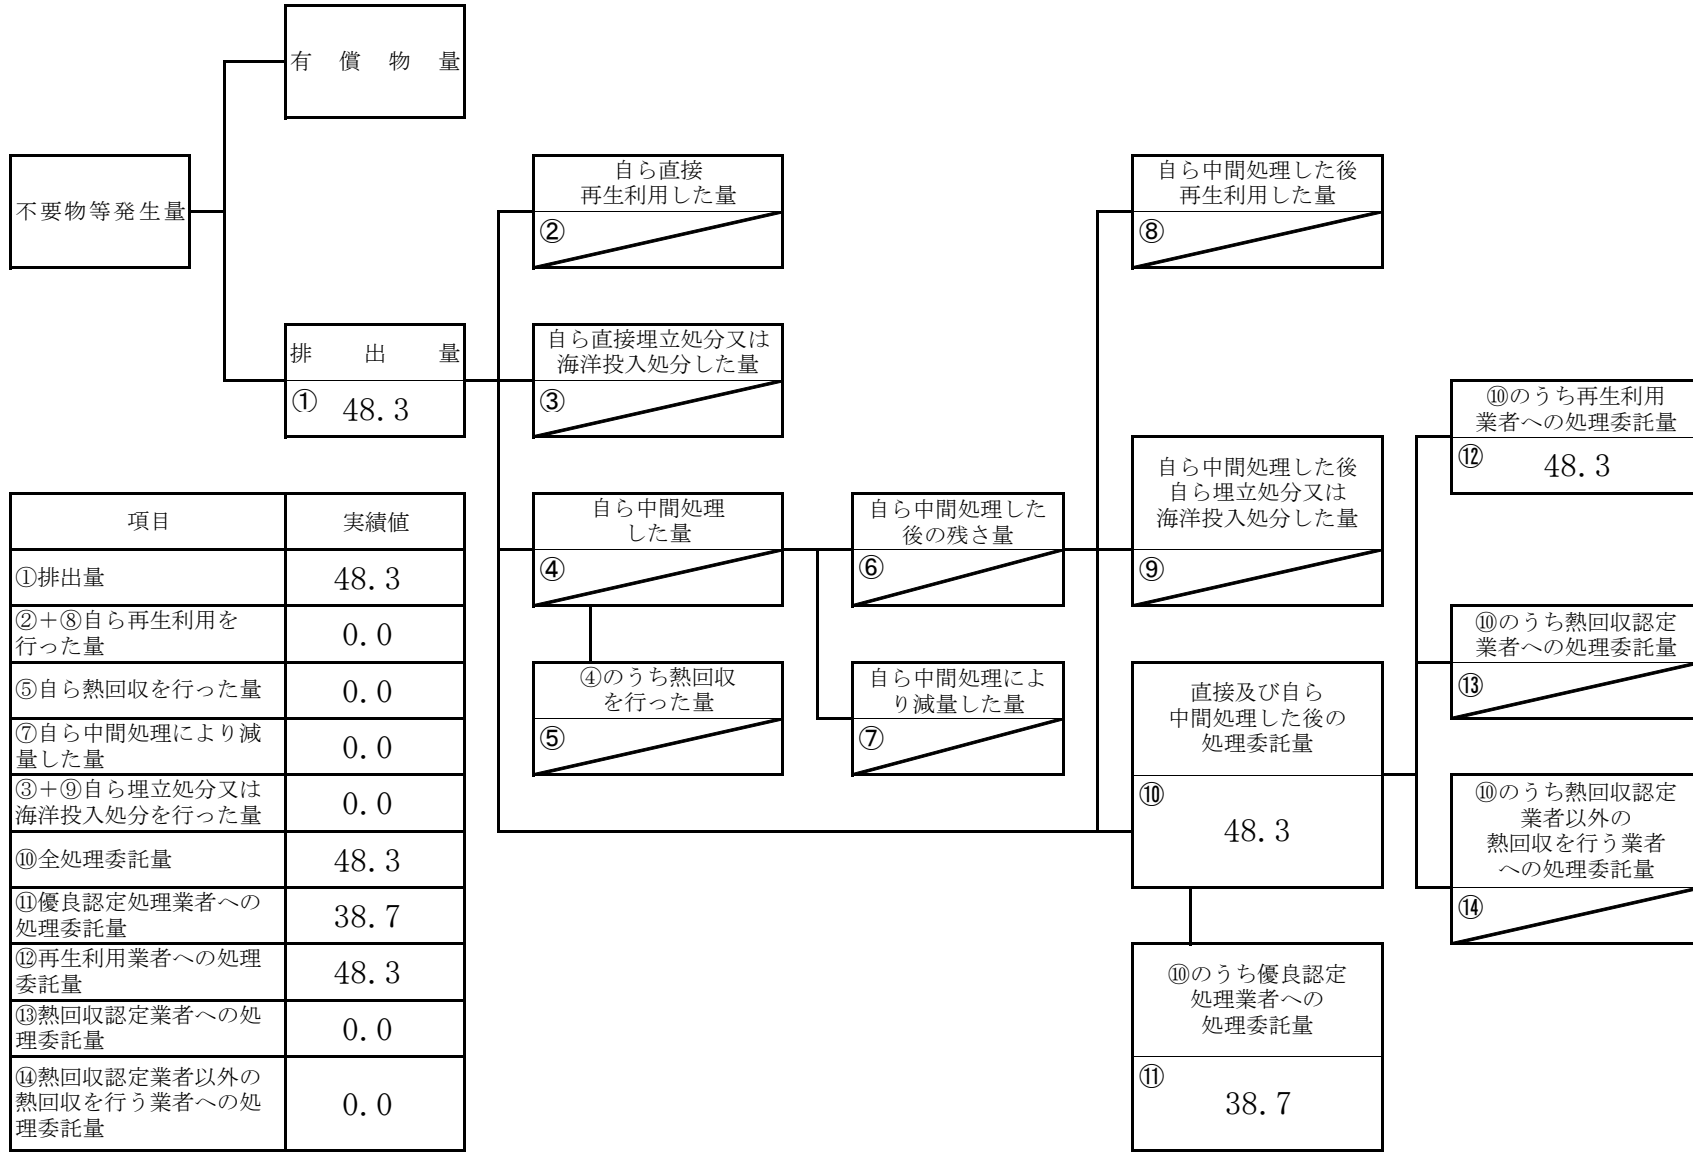 有償物量
不要物等発生量
排出量
① 48.3
自ら直接
再生利用した量
②
自ら直接埋立処分又は
海洋投入処分した量
③
自ら中間処理
した量
④
④のうち熱回収
を行った量
⑤
自ら中間処理した
後の残さ量
⑥
自ら中間処理によ
り減量した量
⑦
自ら中間処理した後
再生利用した量
⑧
自ら中間処理した後
自ら埋立処分又は
海洋投入処分した量
⑨
直接及び自ら
中間処理した後の
処理委託量
⑩
48.3
⑩のうち優良認定
処理業者への
処理委託量
⑪
38.7
⑩のうち再生利用
業者への処理委託量
⑫ 48.3
⑩のうち熱回収認定
業者への処理委託量
⑬
⑩のうち熱回収認定
業者以外の
熱回収を行う業者
への処理委託量
⑭
項目 実績値
①排出量 48.3
②+⑧自ら再生利用を
行った量 0.0
⑤自ら熱回収を行った量 0.0
⑦自ら中間処理により減
量した量 0.0
③+⑨自ら埋立処分又は
海洋投入処分を行った量 0.0
⑩全処理委託量 48.3
⑪優良認定処理業者への
処理委託量 38.7
⑫再生利用業者への処理
委託量 48.3
⑬熱回収認定業者への処
理委託量 0.0
⑭熱回収認定業者以外の
熱回収を行う業者への処
理委託量 0.0